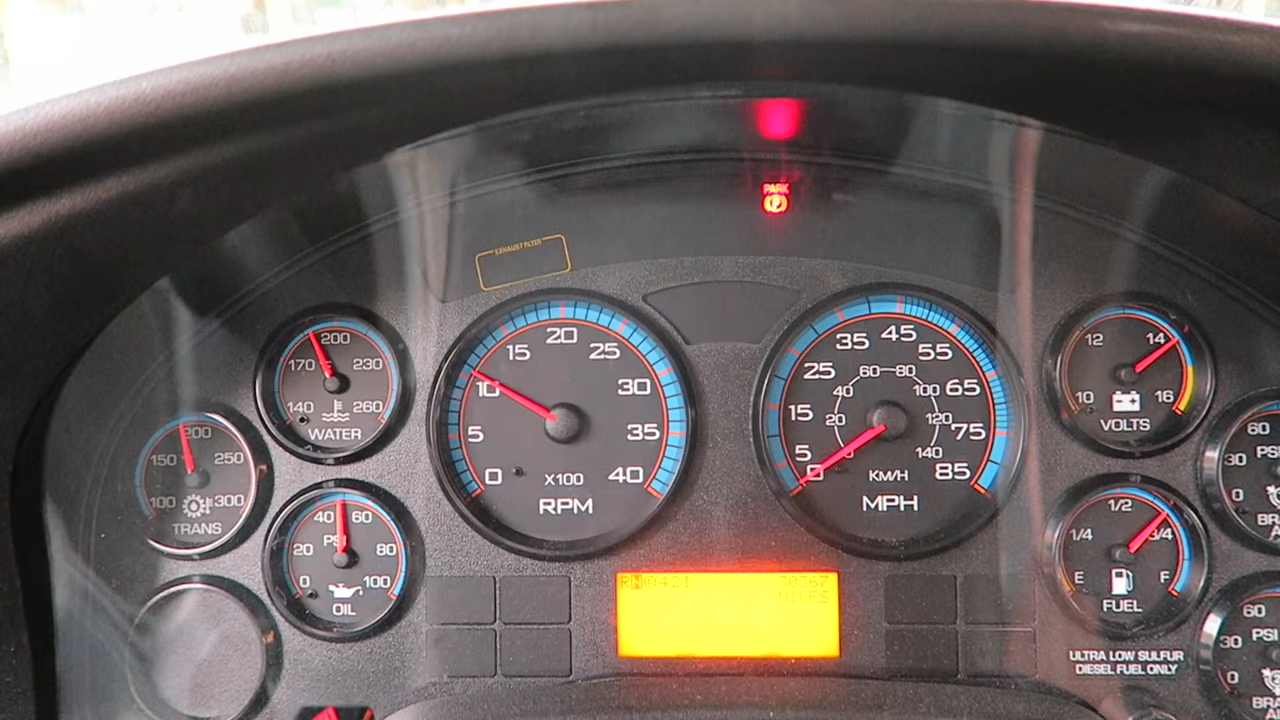 PARK
P
EXHAUST FILTER
140 170 200 230 260
WATER
100 150 200 250 300
TRANS
0 20 40 60 80 100
PSI
OIL
0 5 10 15 20 25 30 35 40
X100
RPM
0 5 15 25 35 45 55 65 75 85
0 20 40 60 80 100 120 140
KM/H
MPH
10 12 14 16
VOLTS
E 1/4 1/2 3/4 F
FUEL
ULTRA LOW SULFUR
DIESEL FUEL ONLY
60
PSI
30
0
60
PSI
30
0
30367
MILES